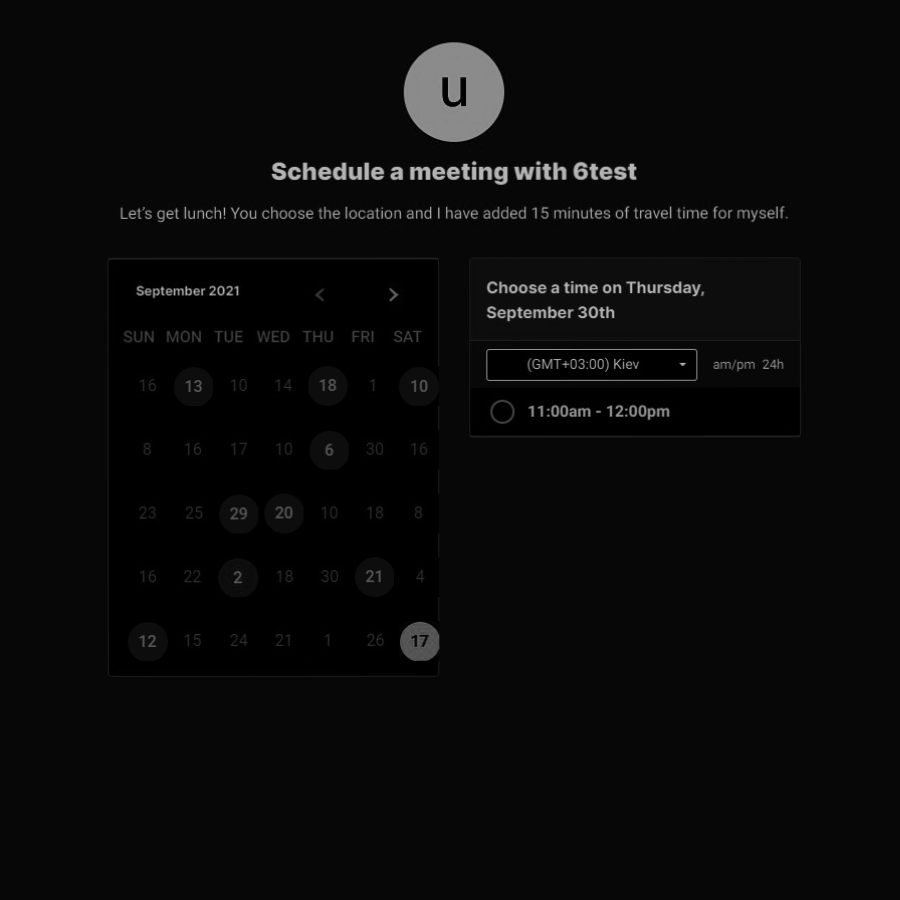 u
Schedule a meeting with 6test
Let's get lunch! You choose the location and I have added 15 minutes of travel time for myself.
September 2021
SUN MON TUE WED THU FRI SAT
16 13 10 14 18 1 10
8 16 17 10 6 30 16
23 25 29 20 10 18 8
16 22 2 18 30 21 4
12 15 24 21 1 26 17
Choose a time on Thursday,
September 30th
(GMT+03:00) Kiev am/pm 24h
11:00am - 12:00pm